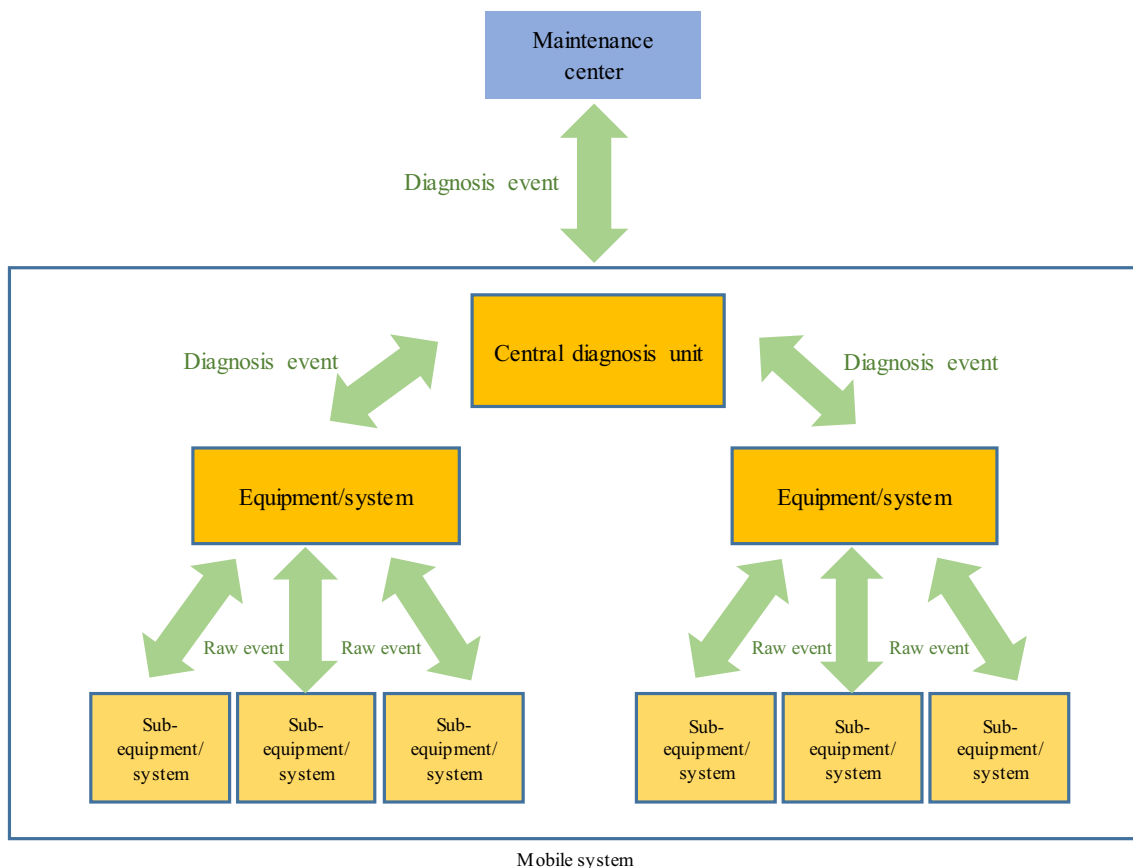 Maintenance
center
Diagnosis event
Central diagnosis unit
Diagnosis event
Diagnosis event
Equipment/system
Equipment/system
Raw event
Raw event
Raw event
Raw event
Sub-
equipment/
system
Sub-
equipment/
system
Sub-
equipment/
system
Sub-
equipment/
system
Sub-
equipment/
system
Sub-
equipment/
system
Mobile system